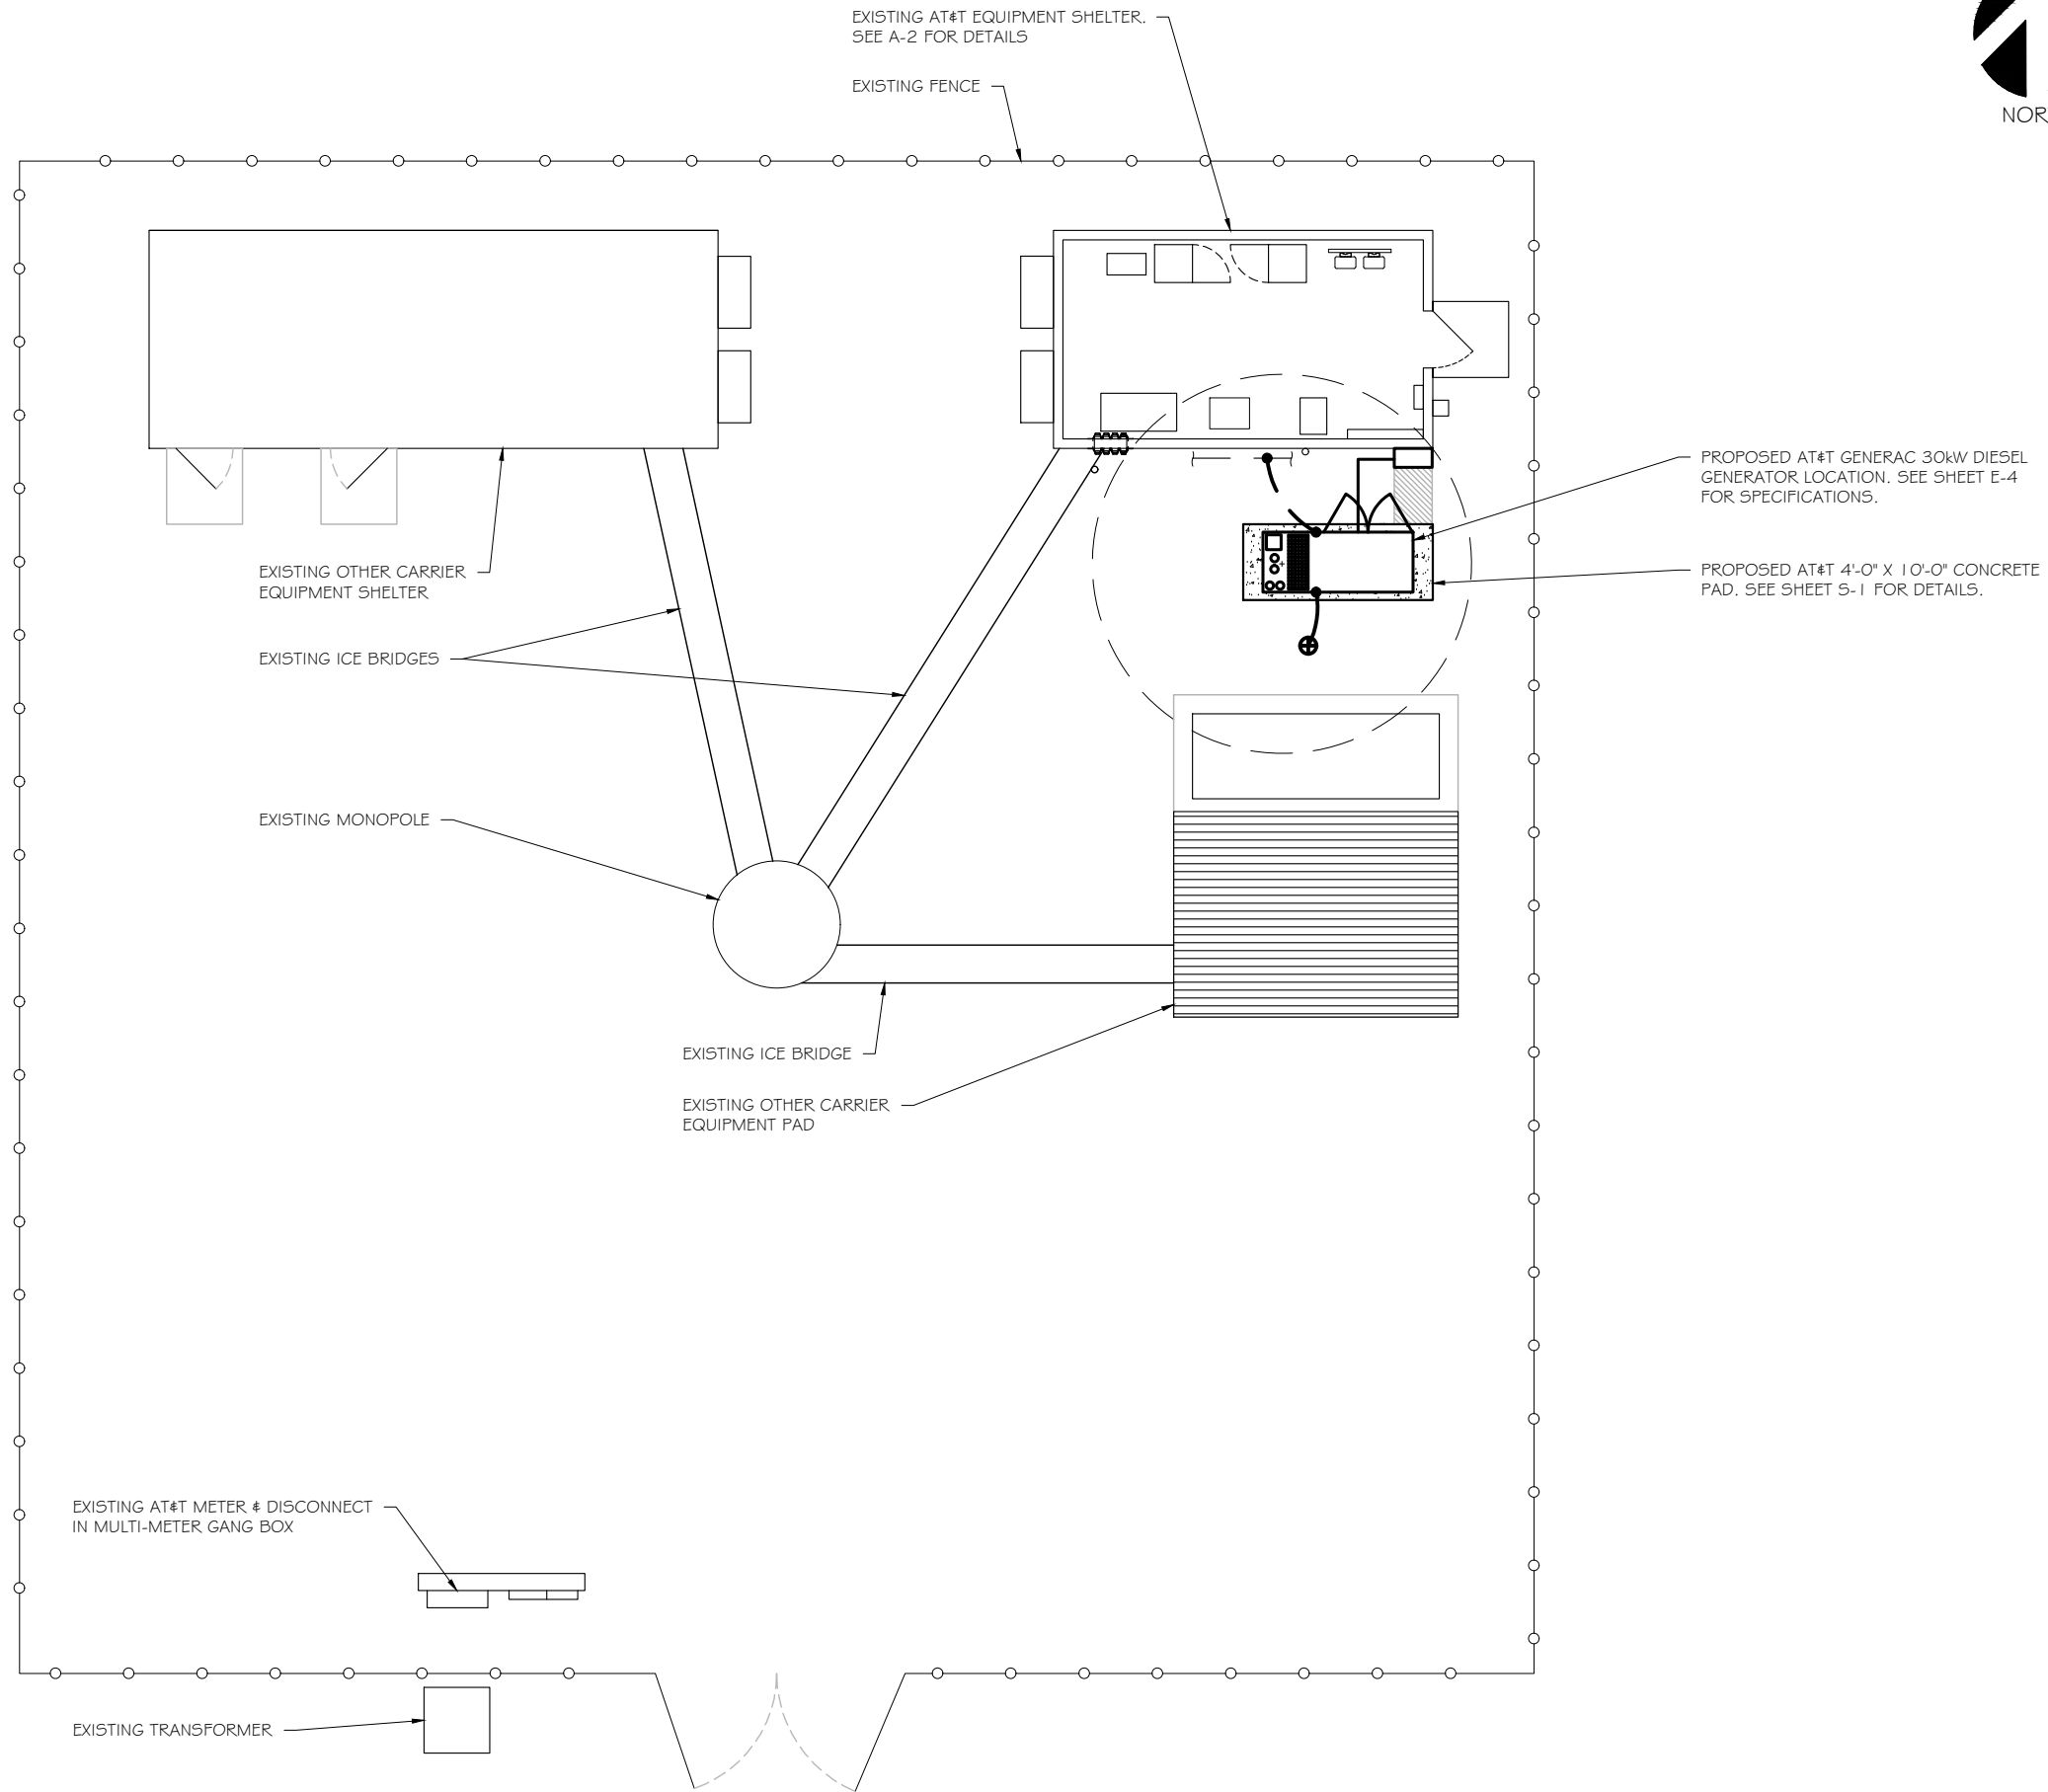 EXISTING AT&T EQUIPMENT SHELTER.
SEE A-2 FOR DETAILS
EXISTING FENCE
NOR
PROPOSED AT&T GENERAC 30kW DIESEL
GENERATOR LOCATION. SEE SHEET E-4
FOR SPECIFICATIONS.
PROPOSED AT&T 4'-0" X 10'-0" CONCRETE
PAD. SEE SHEET S-1 FOR DETAILS.
EXISTING OTHER CARRIER
EQUIPMENT SHELTER
EXISTING ICE BRIDGES
EXISTING MONOPOLE
EXISTING ICE BRIDGE
EXISTING OTHER CARRIER
EQUIPMENT PAD
EXISTING AT&T METER & DISCONNECT
IN MULTI-METER GANG BOX
EXISTING TRANSFORMER